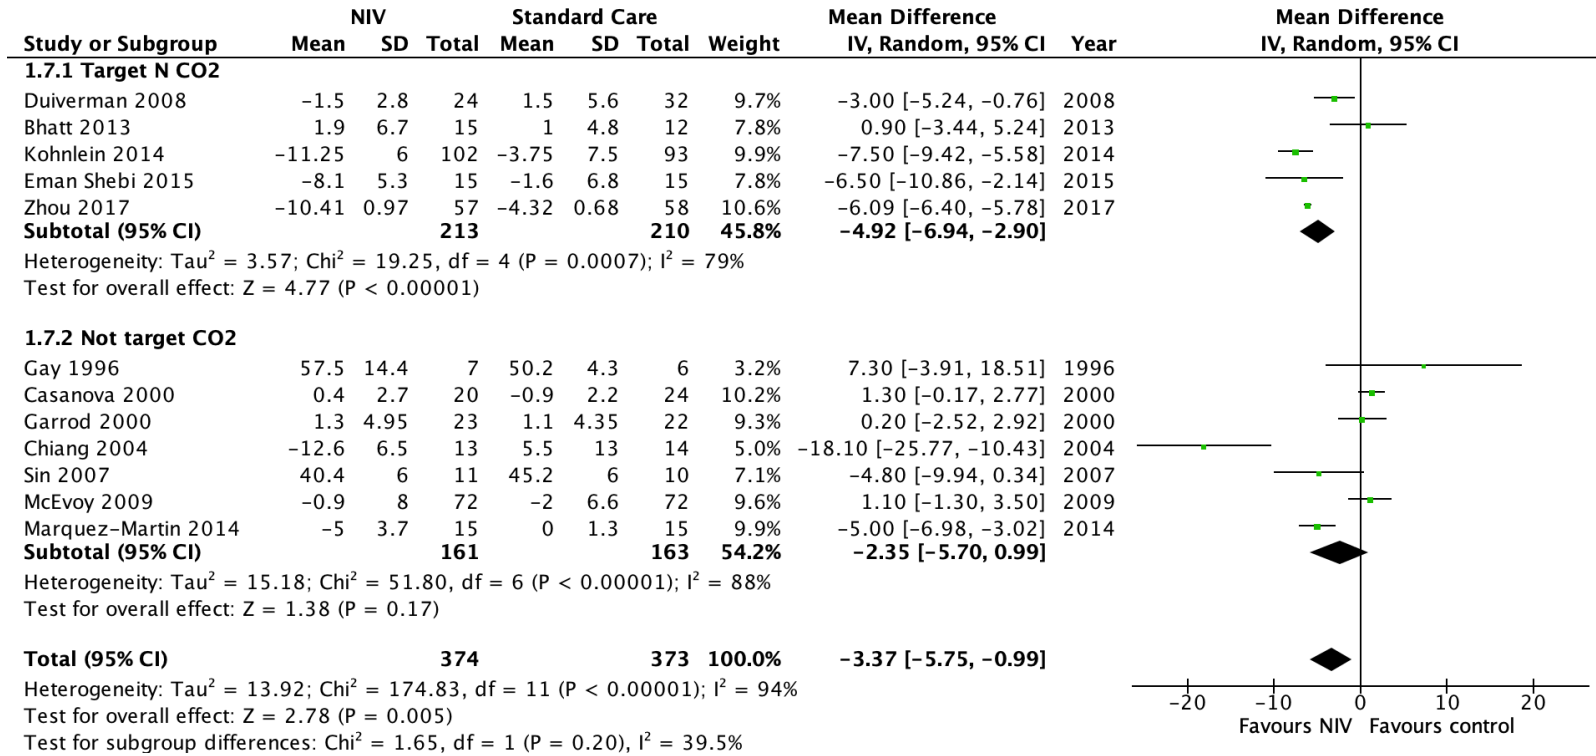 NIV Standard Care Mean Difference Mean Difference
Study or Subgroup Mean SD Total Mean SD Total Weight IV, Random, 95% CI Year IV, Random, 95% CI
1.7.1 Target N CO2
Duiverman 2008 −1.5 2.8 24 1.5 5.6 32 9.7% −3.00 [−5.24, −0.76] 2008
Bhatt 2013 1.9 6.7 15 1 4.8 12 7.8% 0.90 [−3.44, 5.24] 2013
Kohnlein 2014 −11.25 6 102 −3.75 7.5 93 9.9% −7.50 [−9.42, −5.58] 2014
Eman Shebi 2015 −8.1 5.3 15 −1.6 6.8 15 7.8% −6.50 [−10.86, −2.14] 2015
Zhou 2017 −10.41 0.97 57 −4.32 0.68 58 10.6% −6.09 [−6.40, −5.78] 2017
Subtotal (95% CI) 213 210 45.8% −4.92 [−6.94, −2.90]
Heterogeneity: Tau² = 3.57; Chi² = 19.25, df = 4 (P = 0.0007); I² = 79%
Test for overall effect: Z = 4.77 (P < 0.00001)
1.7.2 Not target CO2
Gay 1996 57.5 14.4 7 50.2 4.3 6 3.2% 7.30 [−3.91, 18.51] 1996
Casanova 2000 0.4 2.7 20 −0.9 2.2 24 10.2% 1.30 [−0.17, 2.77] 2000
Garrod 2000 1.3 4.95 23 1.1 4.35 22 9.3% 0.20 [−2.52, 2.92] 2000
Chiang 2004 −12.6 6.5 13 5.5 13 14 5.0% −18.10 [−25.77, −10.43] 2004
Sin 2007 40.4 6 11 45.2 6 10 7.1% −4.80 [−9.94, 0.34] 2007
McEvoy 2009 −0.9 8 72 −2 6.6 72 9.6% 1.10 [−1.30, 3.50] 2009
Marquez−Martin 2014 −5 3.7 15 0 1.3 15 9.9% −5.00 [−6.98, −3.02] 2014
Subtotal (95% CI) 161 163 54.2% −2.35 [−5.70, 0.99]
Heterogeneity: Tau² = 15.18; Chi² = 51.80, df = 6 (P < 0.00001); I² = 88%
Test for overall effect: Z = 1.38 (P = 0.17)
Total (95% CI) 374 373 100.0% −3.37 [−5.75, −0.99]
Heterogeneity: Tau² = 13.92; Chi² = 174.83, df = 11 (P < 0.00001); I² = 94%
Test for overall effect: Z = 2.78 (P = 0.005)
Test for subgroup differences: Chi² = 1.65, df = 1 (P = 0.20), I² = 39.5%
−20 −10 0 10 20
Favours NIV Favours control